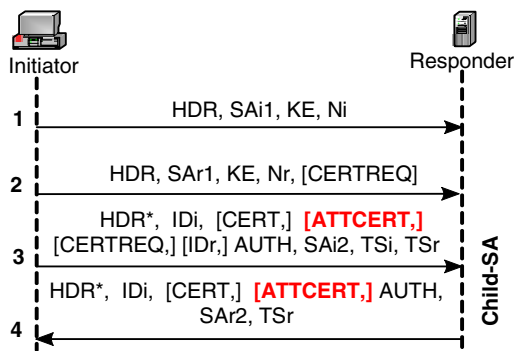 Initiator
Responder
1
HDR, SAi1, KE, Ni
2
HDR, SAr1, KE, Nr, [CERTREQ]
HDR*, IDi, [CERT,] [ATTCERT,]
[CERTREQ,] [IDr,] AUTH, SAi2, TSi, TSr
3
HDR*, IDi, [CERT,] [ATTCERT,] AUTH,
SAr2, TSr
4
Child-SA